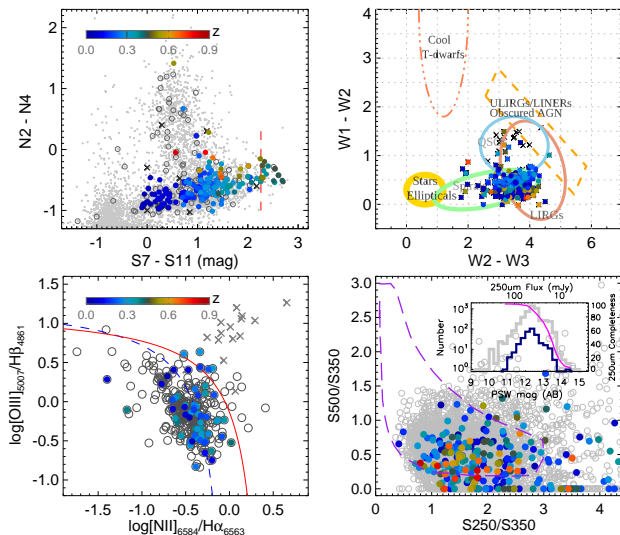 0.0 0.3 0.6 0.9 z
2
1
0
-1
N2 - N4
-1 0 1 2 3
S7 - S11 (mag)
4
3
2
1
0
W1 - W2
Cool
T-dwarfs
ULIRGs/LINERs
Obscured AGN
Stars
Ellipticals
LIRGs
0 2 4 6
W2 - W3
0.0 0.3 0.6 0.9 z
2.0
1.5
1.0
0.5
0.0
-0.5
-1.0
log[OIII]5007/Hβ4861
-1.5 -1.0 -0.5 0.0 0.5
log[NII]6584/Hα6563
3.0
2.5
2.0
1.5
1.0
0.5
0.0
S500/S350
250um Flux (mJy)
100 10
10³
10²
10¹
10⁰
Number
100
80
60
40
20
0
250um Completeness
9 10 11 12 13 14 15
PSW mag (AB)
0 1 2 3 4
S250/S350